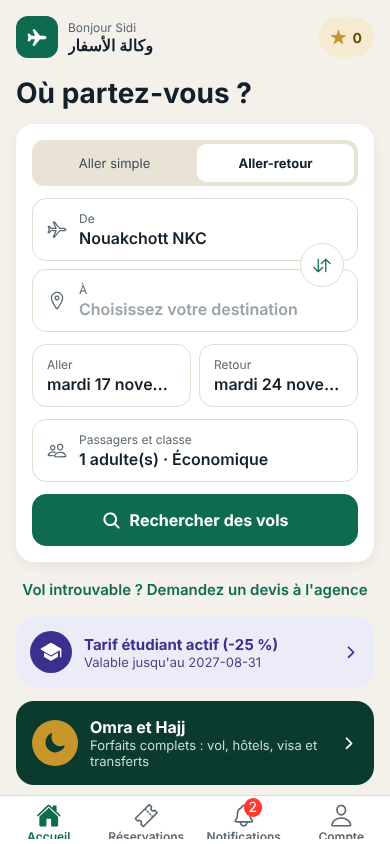 Bonjour Sidi
وكالة الأسفار
0
Où partez-vous ?
Aller simple
Aller-retour
De
Nouakchott NKC
À
Choisissez votre destination
Aller
mardi 17 nove...
Retour
mardi 24 nove...
Passagers et classe
1 adulte(s) · Économique
Rechercher des vols
Vol introuvable ? Demandez un devis à l'agence
Tarif étudiant actif (-25 %)
Valable jusqu'au 2027-08-31
Omra et Hajj
Forfaits complets : vol, hôtels, visa et
transferts
2
Accueil
Réservations
Notifications
Compte